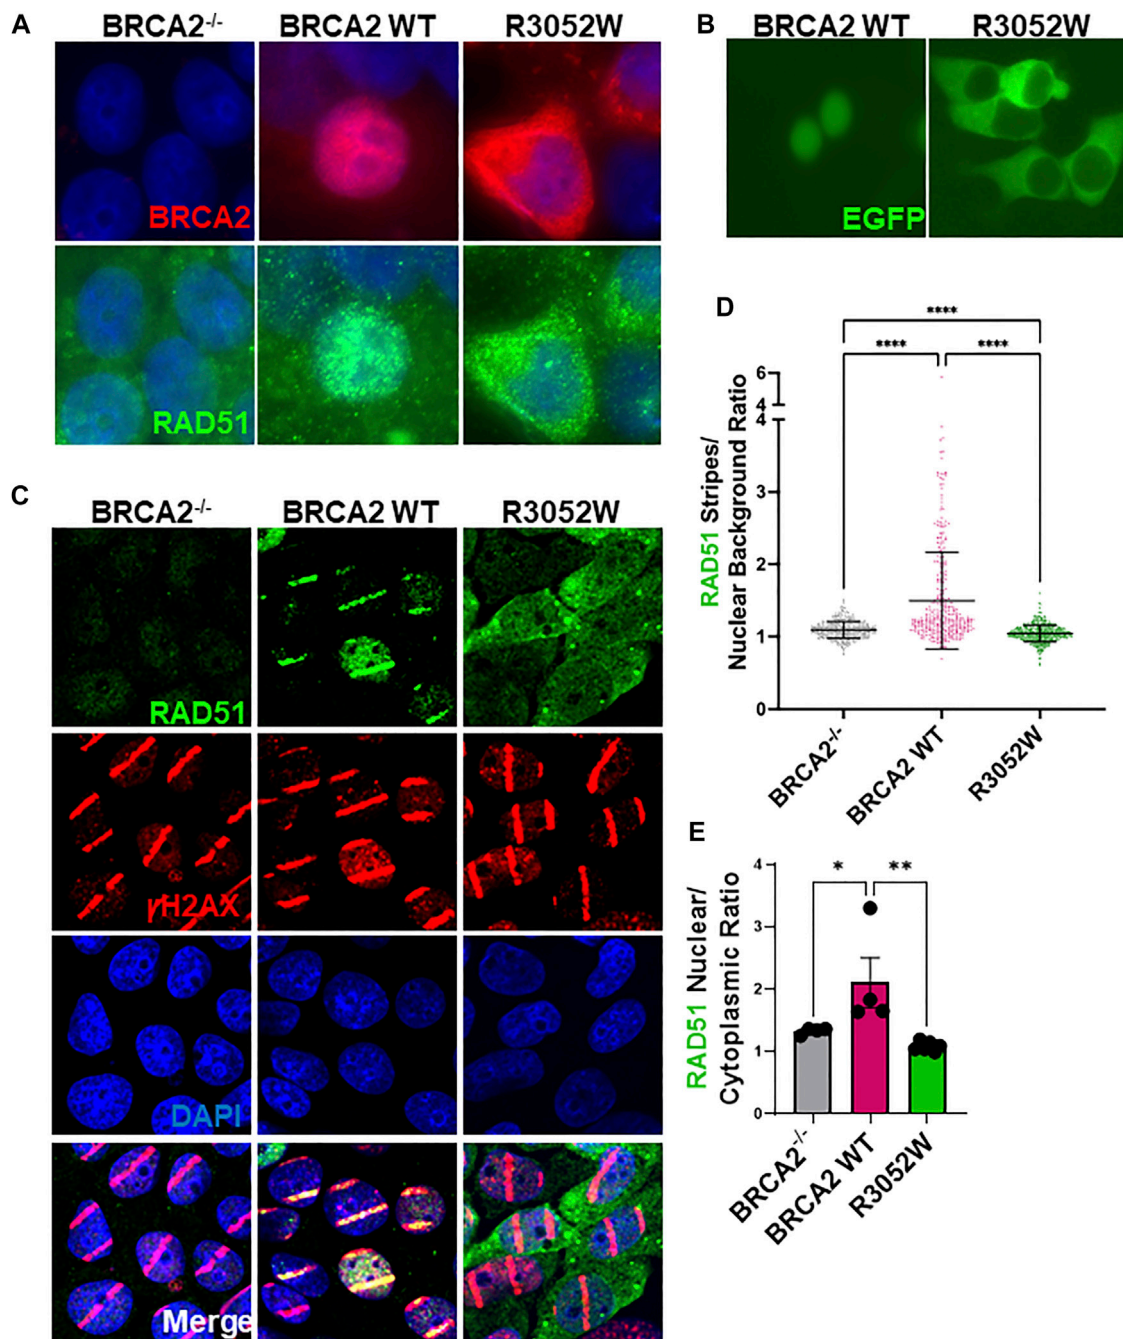 A
BRCA2-/- BRCA2 WT R3052W
BRCA2
RAD51
B
BRCA2 WT R3052W
EGFP
C
BRCA2-/- BRCA2 WT R3052W
RAD51
γH2AX
DAPI
Merge
D
****
**** ****
RAD51 Stripes/
Nuclear Background Ratio
6
4
4
3
2
1
0
BRCA2-/-
BRCA2 WT
R3052W
E
* **
RAD51 Nuclear/
Cytoplasmic Ratio
4
3
2
1
0
BRCA2-/-
BRCA2 WT
R3052W